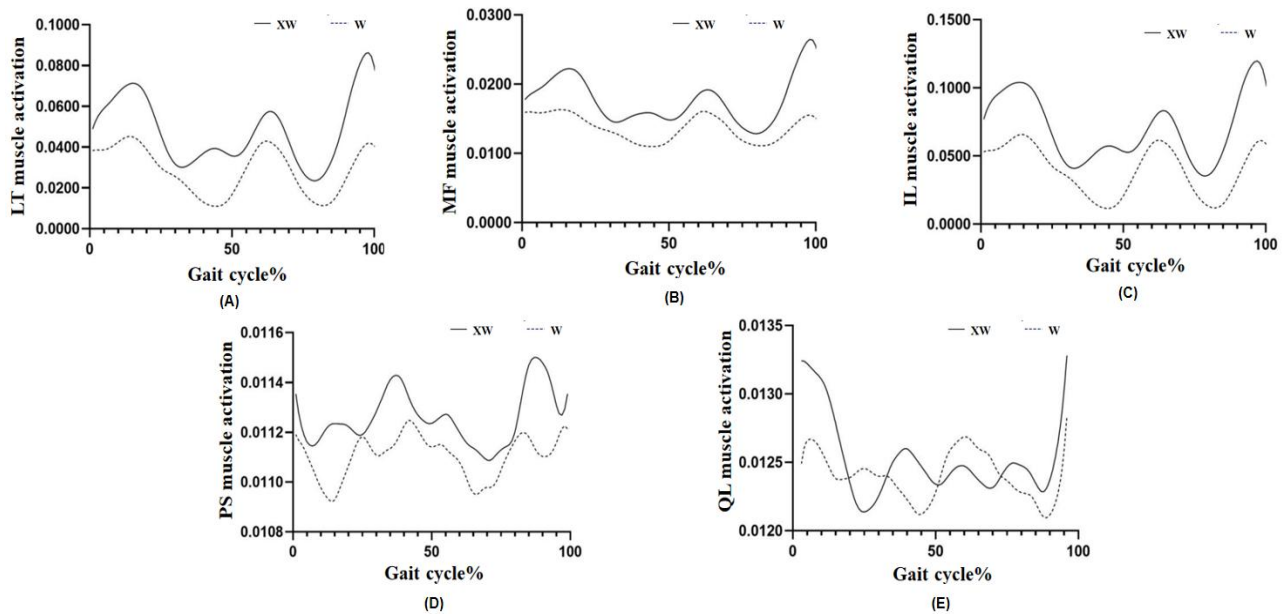 XW W
LT muscle activation
0.1000
0.0800
0.0600
0.0400
0.0200
0.0000
0 50 100
Gait cycle%
(A)
XW W
MF muscle activation
0.0300
0.0200
0.0100
0.0000
0 50 100
Gait cycle%
(B)
XW W
IL muscle activation
0.1500
0.1000
0.0500
0.0000
0 50 100
Gait cycle%
(C)
XW W
PS muscle activation
0.0116
0.0114
0.0112
0.0110
0.0108
0 50 100
Gait cycle%
(D)
XW W
QL muscle activation
0.0135
0.0130
0.0125
0.0120
0 50 100
Gait cycle%
(E)